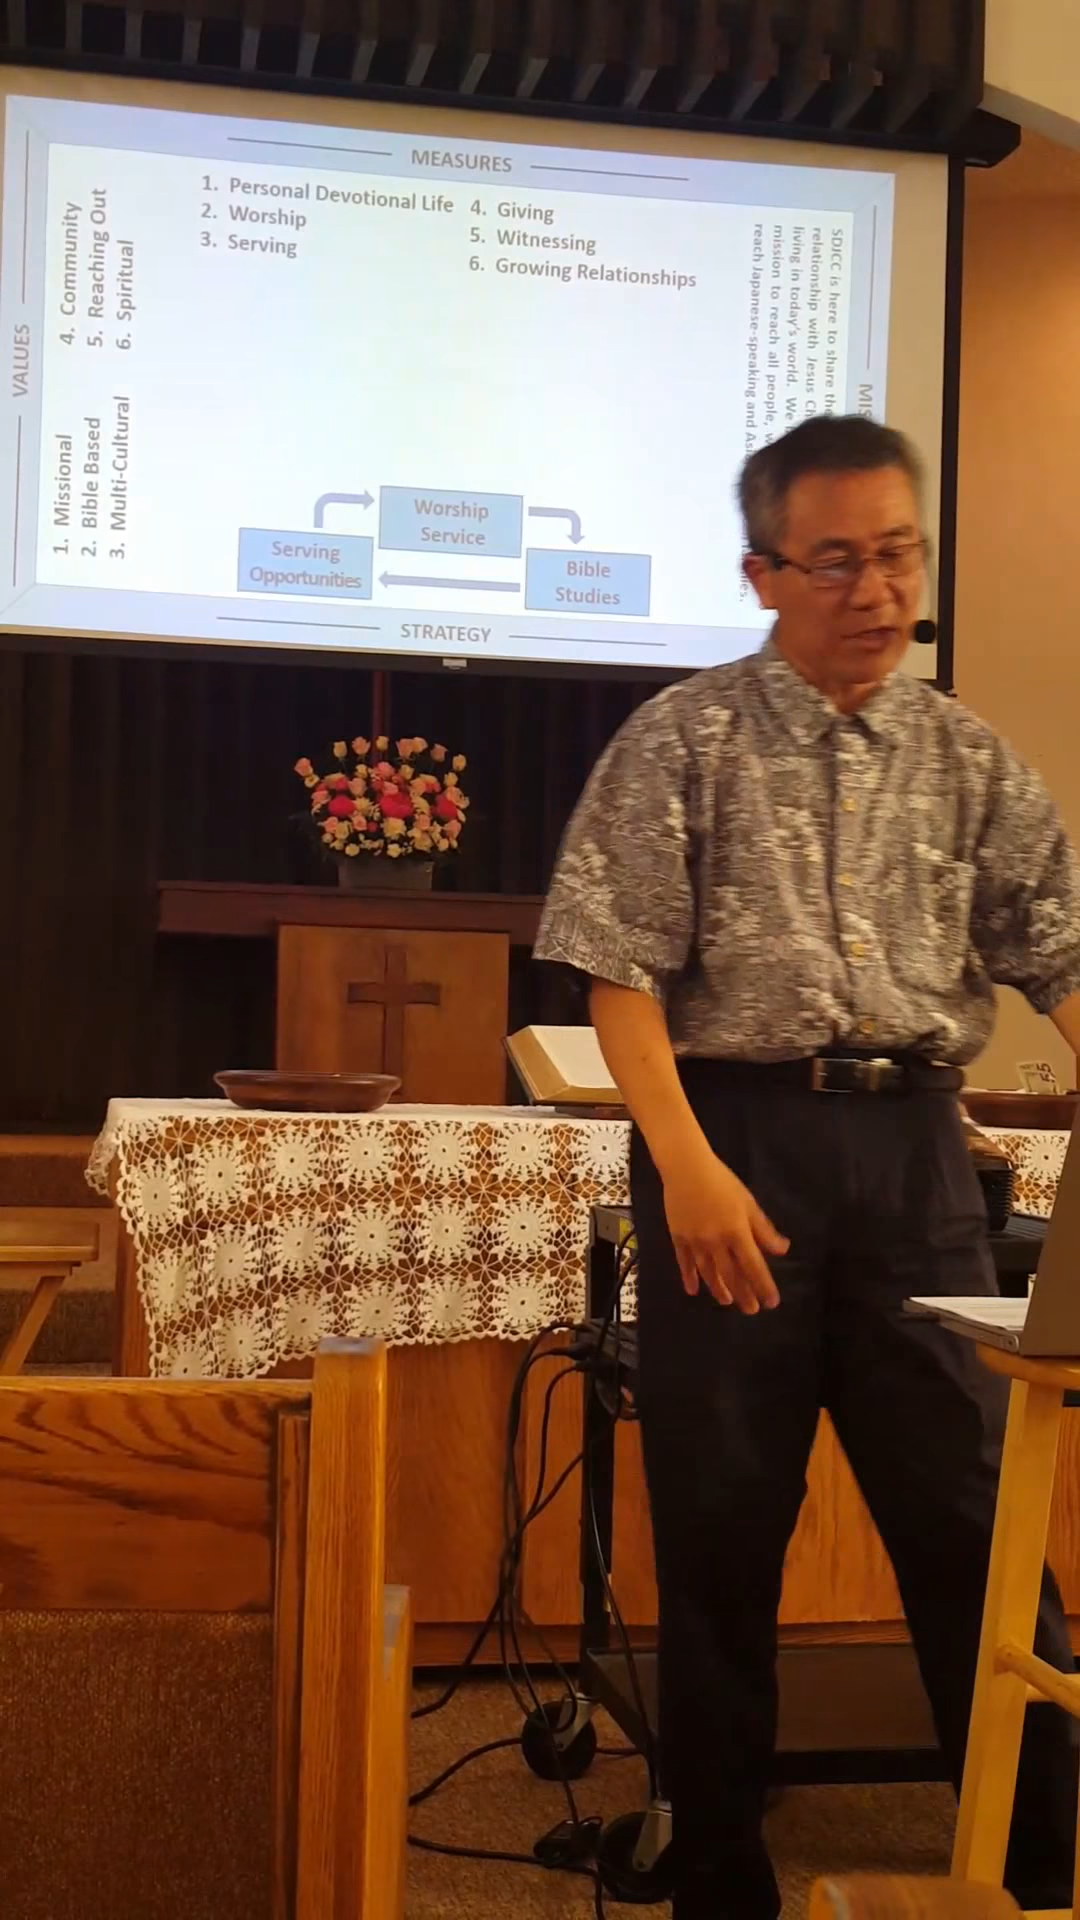 MEASURES
1. Personal Devotional Life
2. Worship
3. Serving
4. Giving
5. Witnessing
6. Growing Relationships
VALUES
1. Missional
2. Bible Based
3. Multi-Cultural
4. Community
5. Reaching Out
6. Spiritual
SDJCC is here to share the
relationship with Jesus
living in today's world. We
mission to reach all people,
reach Japanese-speaking and
Worship
Service
Bible
Studies
Serving
Opportunities
STRATEGY